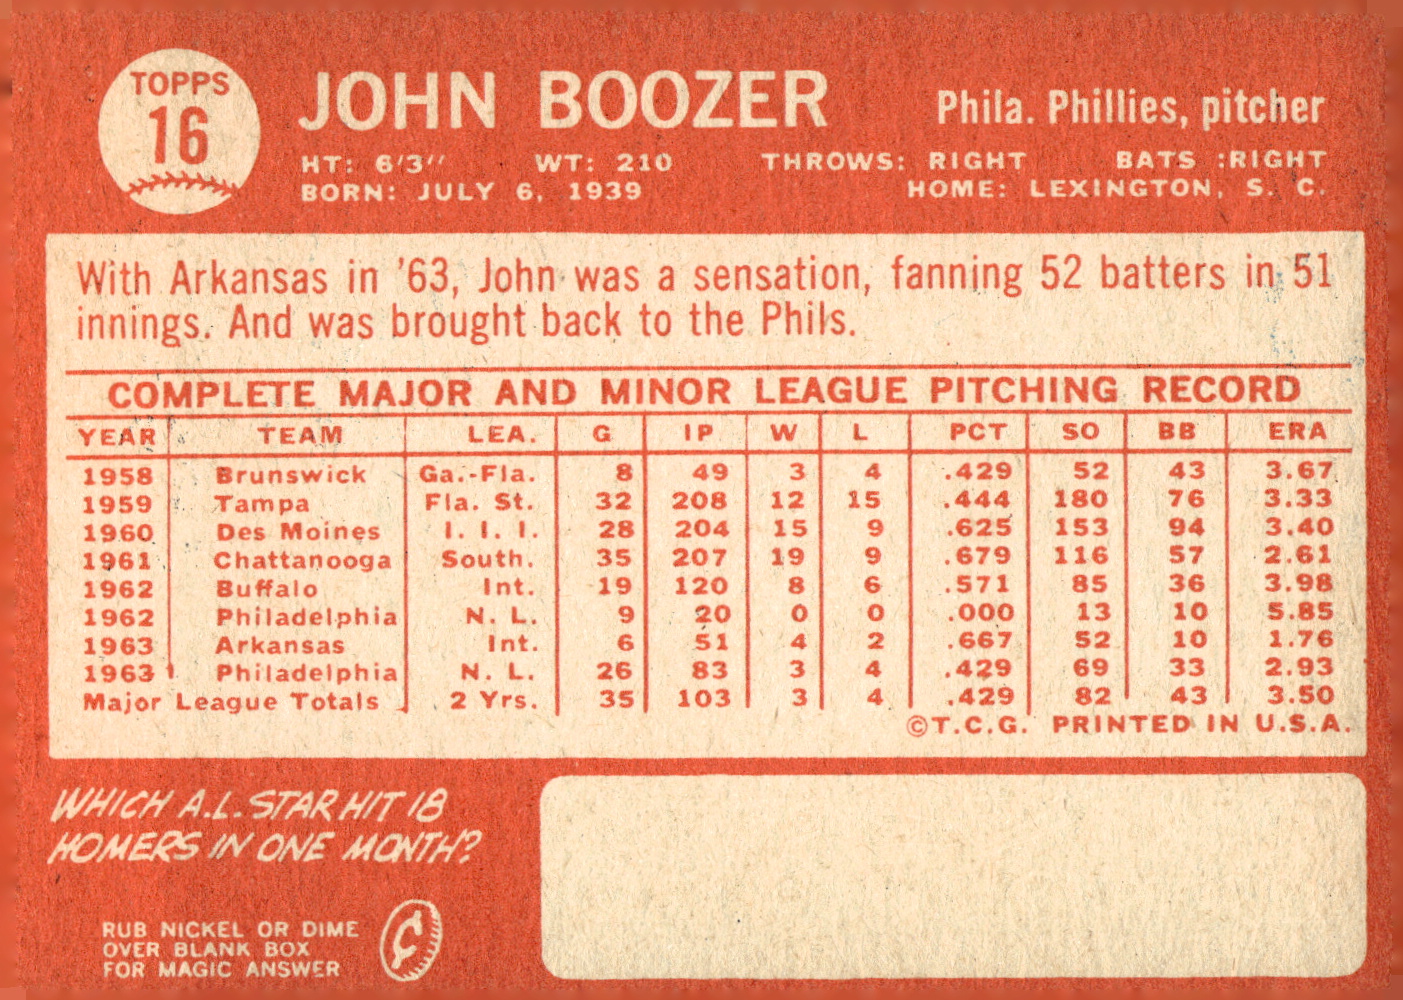 TOPPS
16
JOHN BOOZER
Phila. Phillies, pitcher
HT: 6'3" WT: 210 THROWS: RIGHT BATS :RIGHT
BORN: JULY 6, 1939 HOME: LEXINGTON, S. C.
With Arkansas in '63, John was a sensation, fanning 52 batters in 51
innings. And was brought back to the Phils.
COMPLETE MAJOR AND MINOR LEAGUE PITCHING RECORD
YEAR TEAM LEA. G IP W L PCT SO BB ERA
1958 Brunswick Ga.-Fla. 8 49 3 4 .429 52 43 3.67
1959 Tampa Fla. St. 32 208 12 15 .444 180 76 3.33
1960 Des Moines I. I. I. 28 204 15 9 .625 153 94 3.40
1961 Chattanooga South. 35 207 19 9 .679 116 57 2.61
1962 Buffalo Int. 19 120 8 6 .571 85 36 3.98
1962 Philadelphia N. L. 9 20 0 0 .000 13 10 5.85
1963 Arkansas Int. 6 51 4 2 .667 52 10 1.76
1963 Philadelphia N. L. 26 83 3 4 .429 69 33 2.93
Major League Totals 2 Yrs. 35 103 3 4 .429 82 43 3.50
©T.C.G. PRINTED IN U.S.A.
WHICH A.L. STAR HIT 18
HOMERS IN ONE MONTH?
RUB NICKEL OR DIME
OVER BLANK BOX
FOR MAGIC ANSWER